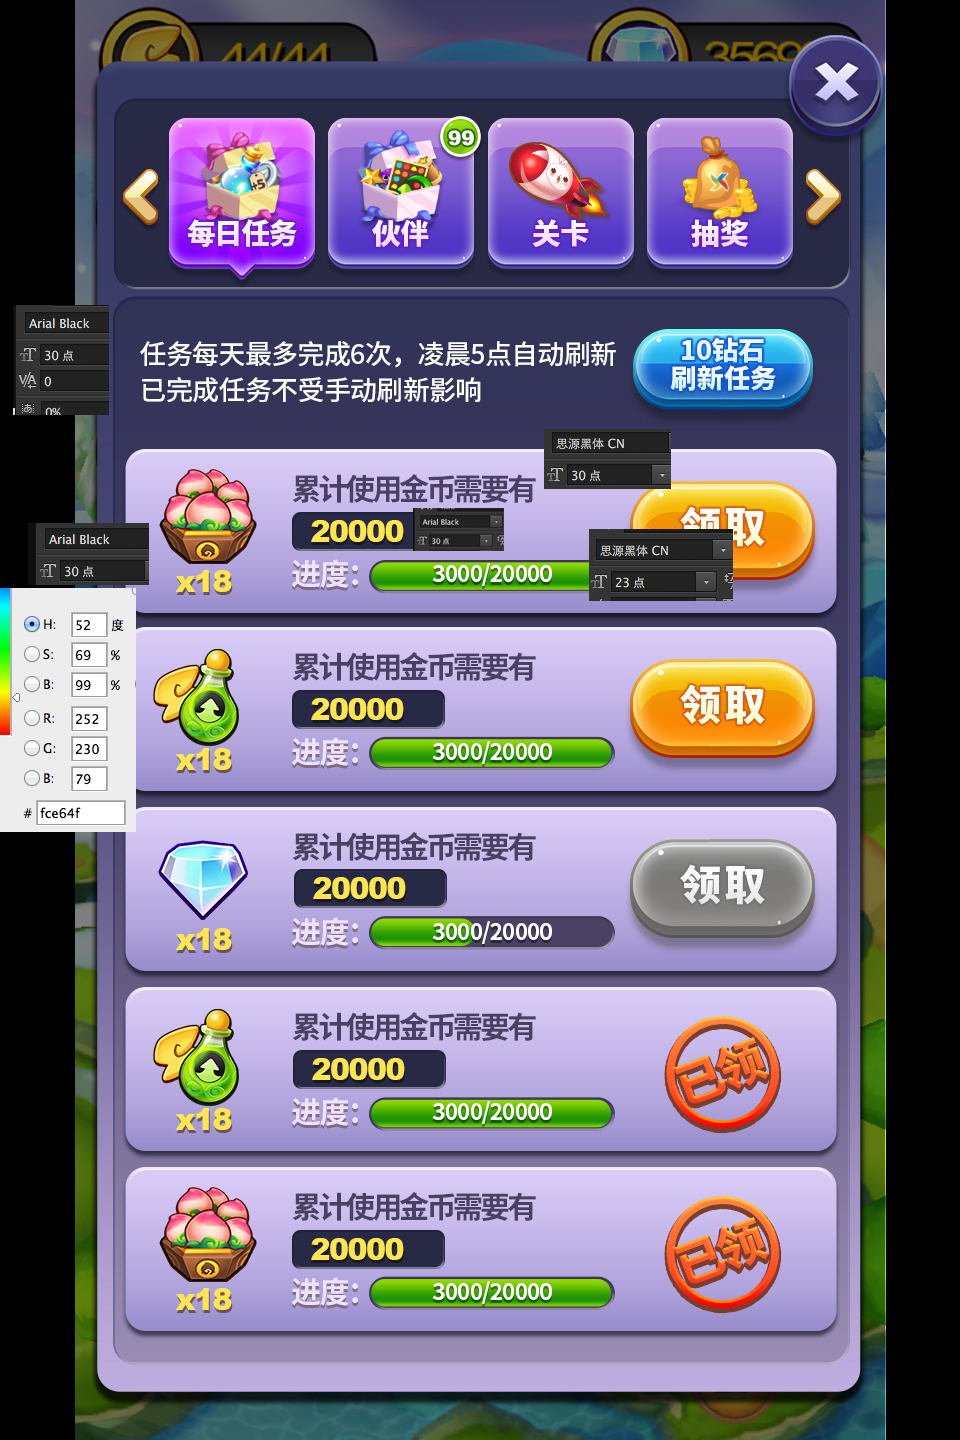 44/44
99
+5
每日任务
伙伴
关卡
抽奖
Arial Black
30 点
0
0%
任务每天最多完成6次，凌晨5点自动刷新
已完成任务不受手动刷新影响
10钻石
刷新任务
思源黑体 CN
30 点
累计使用金币需要有
20000
Arial Black
30 点
领取
思源黑体 CN
23 点
进度：
3000/20000
x18
Arial Black
30 点
H: 52 度
S: 69 %
B: 99 %
R: 252
G: 230
B: 79
# fce64f
累计使用金币需要有
20000
进度：
3000/20000
x18
领取
累计使用金币需要有
20000
进度：
3000/20000
x18
领取
累计使用金币需要有
20000
进度：
3000/20000
x18
已领
累计使用金币需要有
20000
进度：
3000/20000
x18
已领